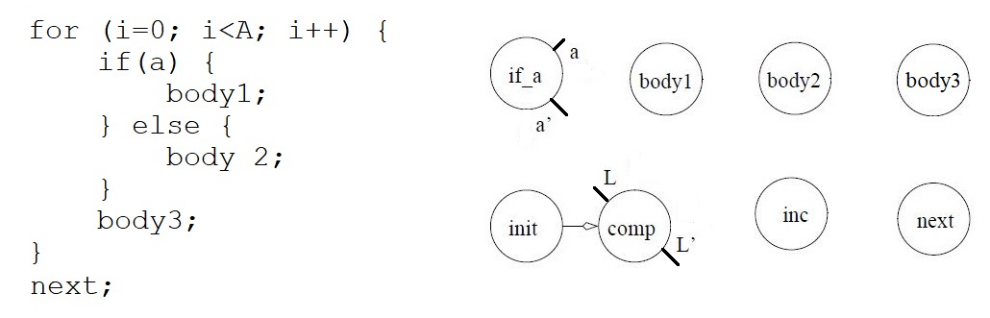 for (i=0; i<A; i++) {
if(a) {
body1;
} else {
body 2;
}
body3;
}
next;
if_a
a
a’
body1
body2
body3
init
L
comp
L’
inc
next